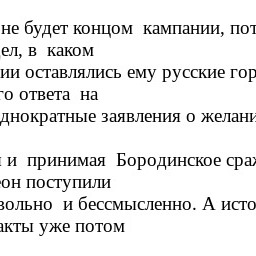 не будет концом кампании, пот
ел, в каком
ии оставлялись ему русские гор
го ответа на
днократные заявления о желани
и и принимая Бородинское сраж
еон поступили
вольно и бессмысленно. А исто
акты уже потом